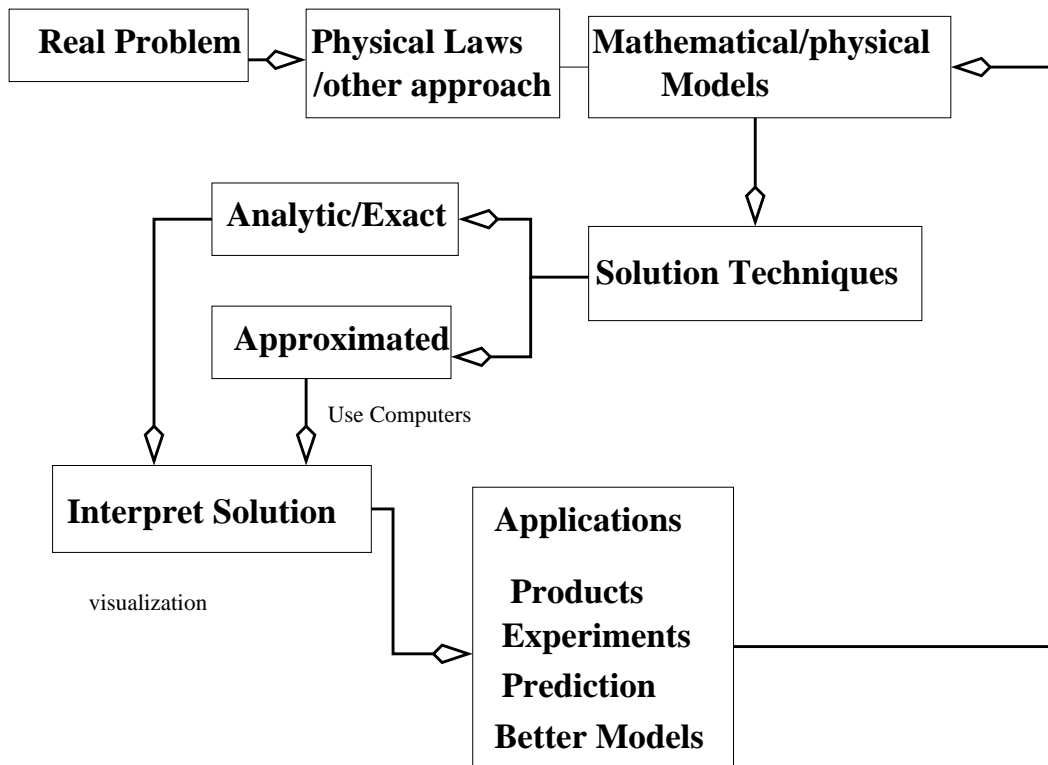 Real Problem
Physical Laws
/other approach
Mathematical/physical
Models
Analytic/Exact
Solution Techniques
Approximated
Use Computers
Interpret Solution
visualization
Applications
Products
Experiments
Prediction
Better Models